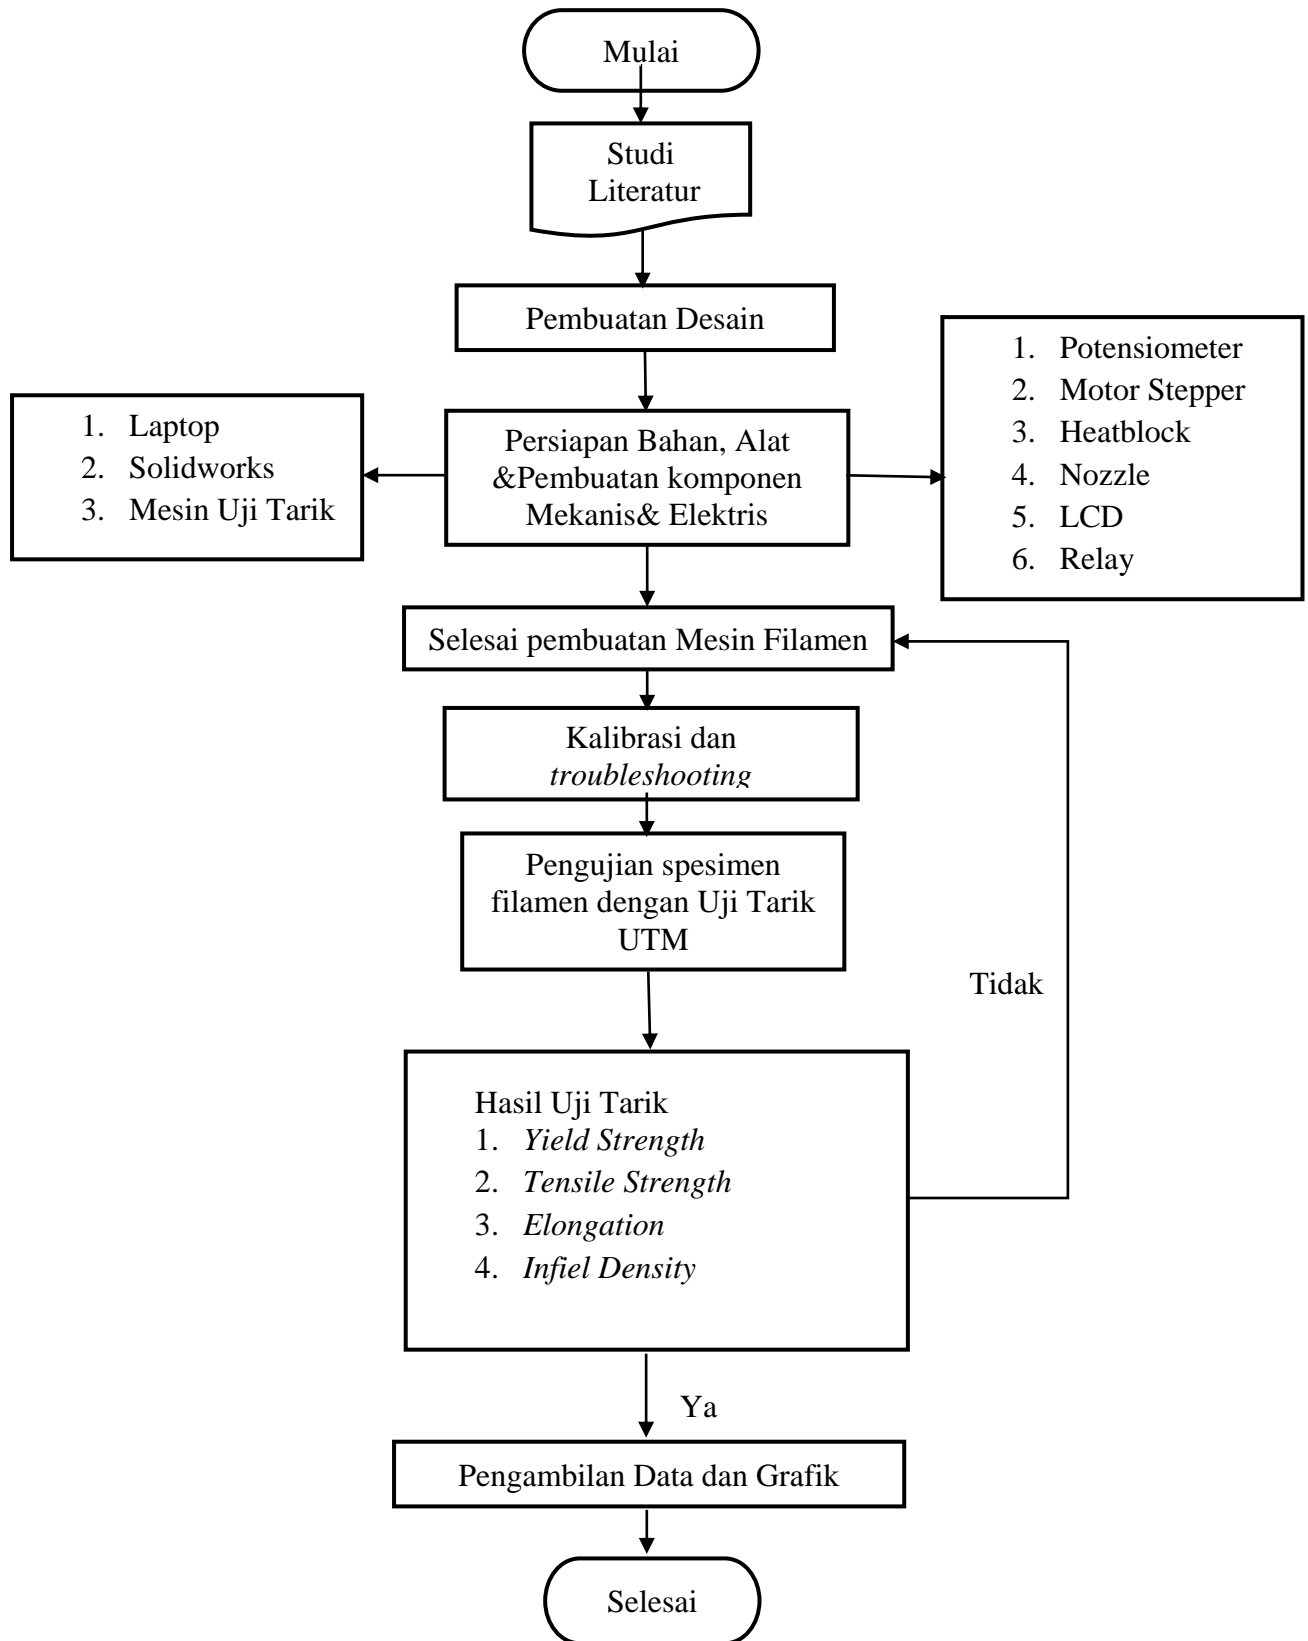 Mulai
Studi
Literatur
Pembuatan Desain
1. Potensiometer
2. Motor Stepper
3. Heatblock
4. Nozzle
5. LCD
6. Relay
1. Laptop
2. Solidworks
3. Mesin Uji Tarik
Persiapan Bahan, Alat
&Pembuatan komponen
Mekanis& Elektris
Selesai pembuatan Mesin Filamen
Kalibrasi dan
troubleshooting
Pengujian spesimen
filamen dengan Uji Tarik
UTM
Tidak
Hasil Uji Tarik
1. Yield Strength
2. Tensile Strength
3. Elongation
4. Infiel Density
Ya
Pengambilan Data dan Grafik
Selesai